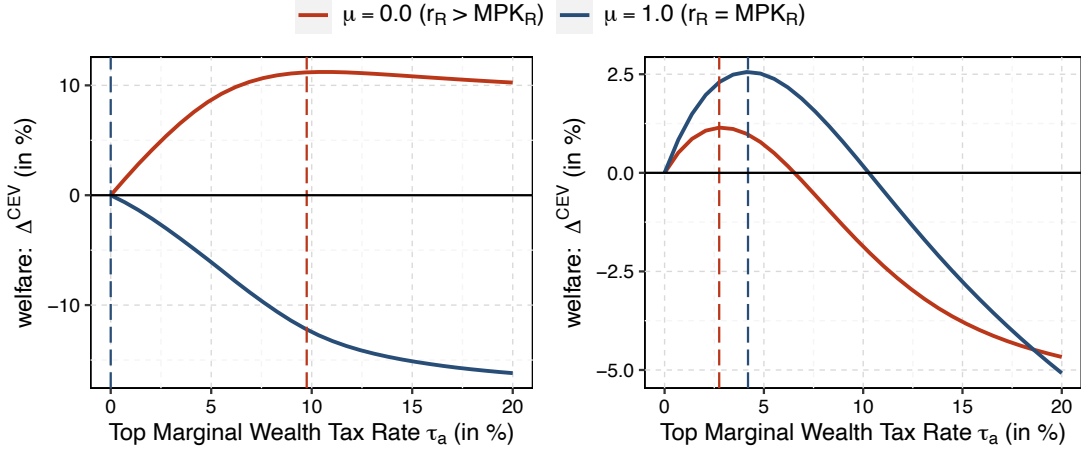 μ = 0.0 (r_R > MPK_R)
μ = 1.0 (r_R = MPK_R)
welfare: Δ^CEV (in %)
10
0
−10
0
5
10
15
20
Top Marginal Wealth Tax Rate τ_a (in %)
welfare: Δ^CEV (in %)
2.5
0.0
−2.5
−5.0
0
5
10
15
20
Top Marginal Wealth Tax Rate τ_a (in %)